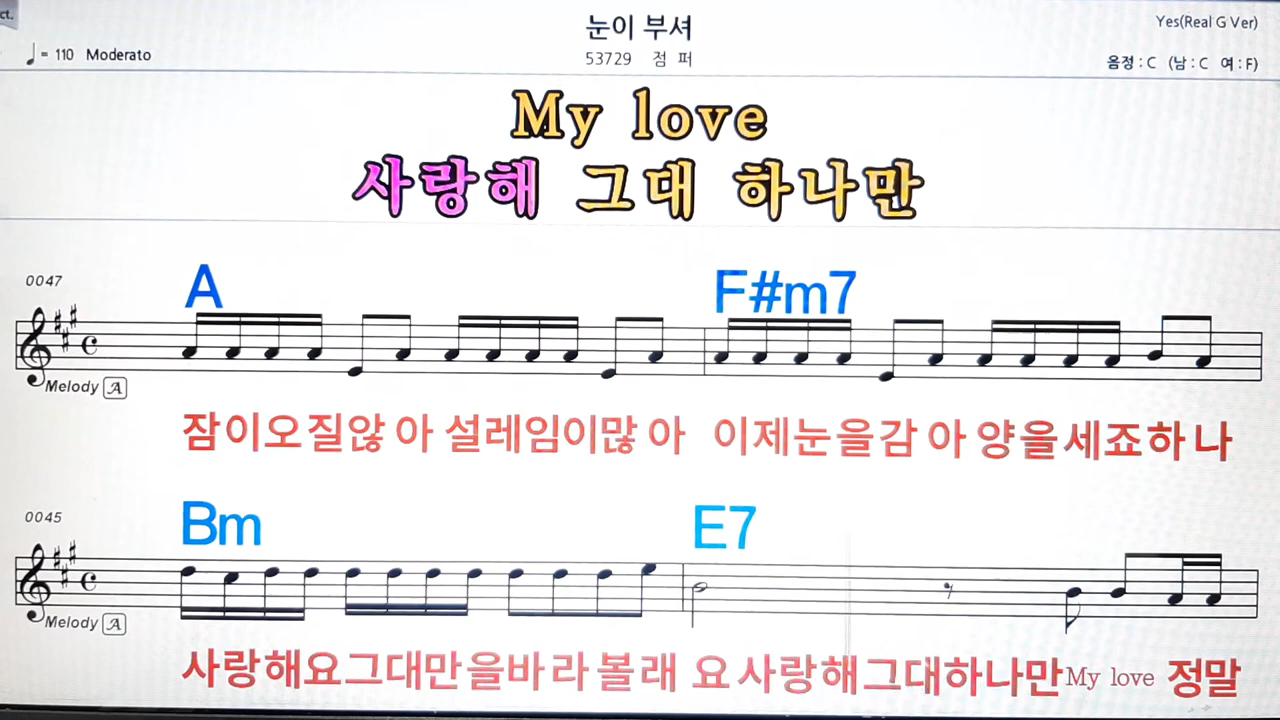 ct.
눈이 부셔
Yes(Real G Ver)
♩= 110 Moderato
53729 점 퍼
음정 : C (남 : C 여 : F)
My love
사랑해 그대 하나만
0047
A F#m7
Melody A
잠이오질않아 설레임이많아 이제눈을감아 양을세죠하나
0045
Bm E7
Melody A
사랑해요그대만을바라볼래요 사랑해그대하나만My love 정말